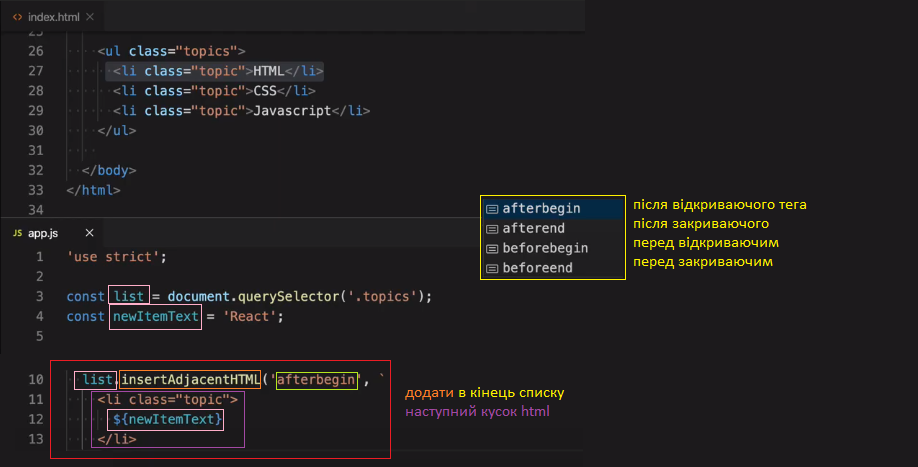 index.html
25
26 <ul class="topics">
27 <li class="topic">HTML</li>
28 <li class="topic">CSS</li>
29 <li class="topic">Javascript</li>
30 </ul>
31
32 </body>
33 </html>
34
afterbegin після відкриваючого тега
afterend після закриваючого
beforebegin перед відкриваючим
beforeend перед закриваючим
JS app.js
1 'use strict';
2
3 const list = document.querySelector('.topics');
4 const newItemText = 'React';
5
10 list.insertAdjacentHTML('afterbegin', `
11 <li class="topic">
12 ${newItemText}
13 </li>
додати в кінець списку
наступний кусок html